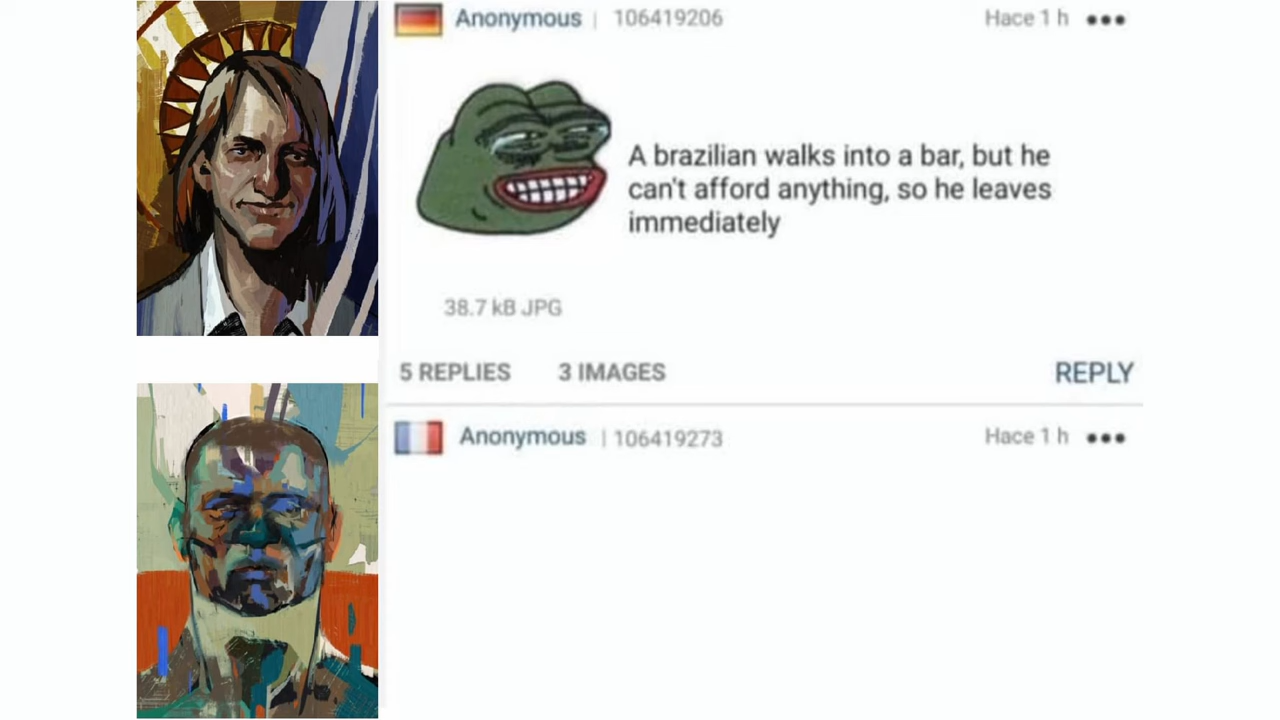 Anonymous | 106419206 Hace 1 h
A brazilian walks into a bar, but he
can't afford anything, so he leaves
immediately
38.7 kB JPG
5 REPLIES 3 IMAGES REPLY
Anonymous | 106419273 Hace 1 h